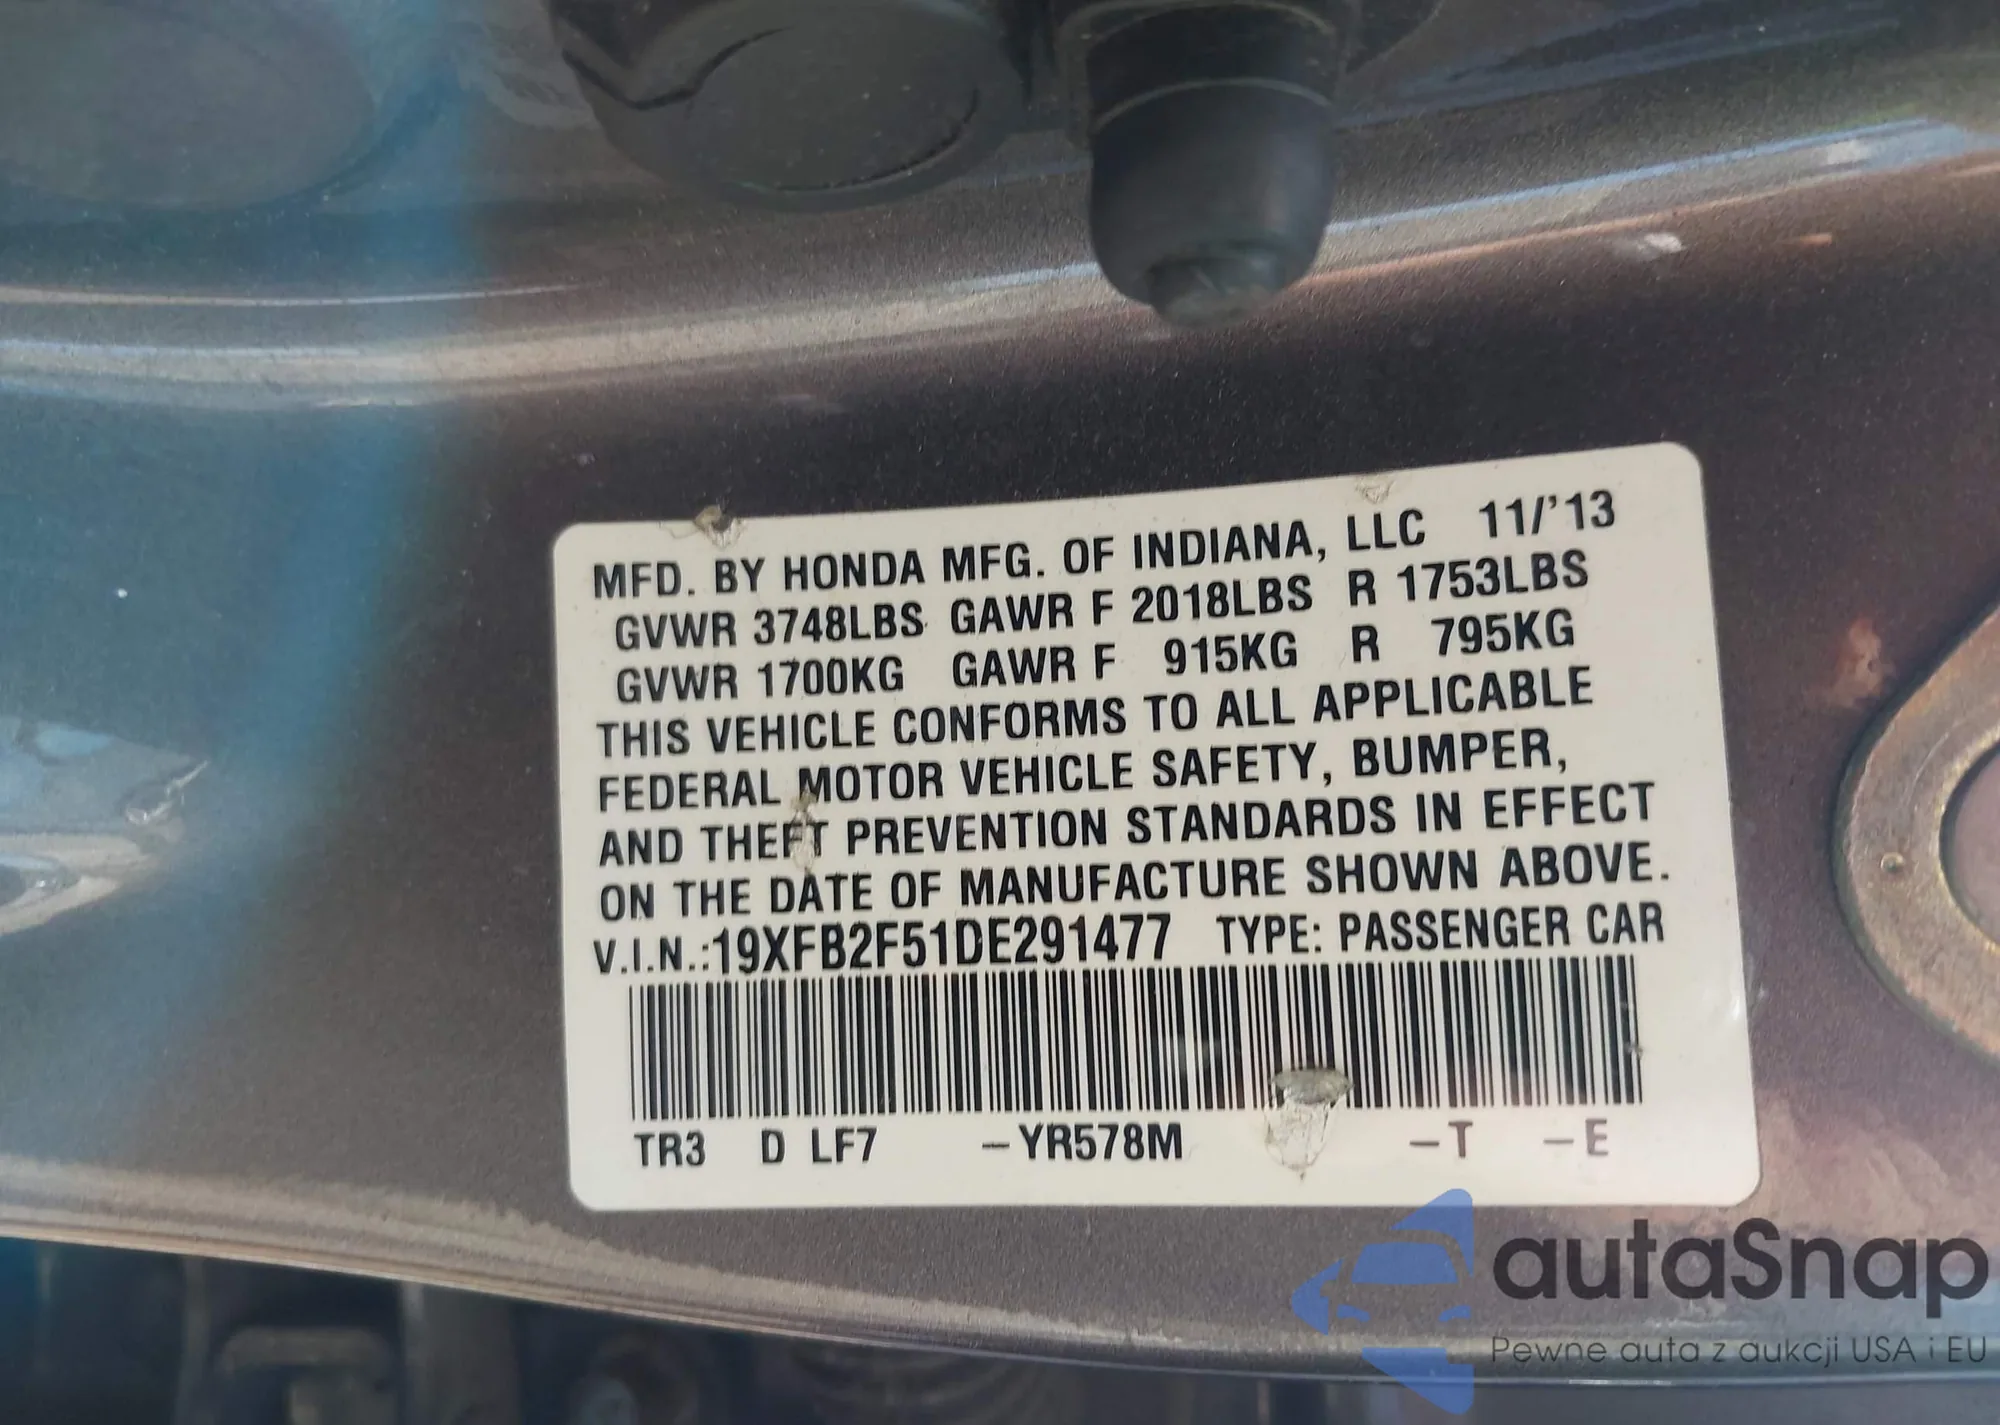 MFD. BY HONDA MFG. OF INDIANA, LLC 11/'13
GVWR 3748LBS GAWR F 2018LBS R 1753LBS
GVWR 1700KG GAWR F 915KG R 795KG
THIS VEHICLE CONFORMS TO ALL APPLICABLE
FEDERAL MOTOR VEHICLE SAFETY, BUMPER,
AND THEFT PREVENTION STANDARDS IN EFFECT
ON THE DATE OF MANUFACTURE SHOWN ABOVE.
V.I.N.:19XFB2F51DE291477 TYPE: PASSENGER CAR
TR3 D LF7 –YR578M –T –E
autaSnap
Pewne auta z aukcji USA i EU